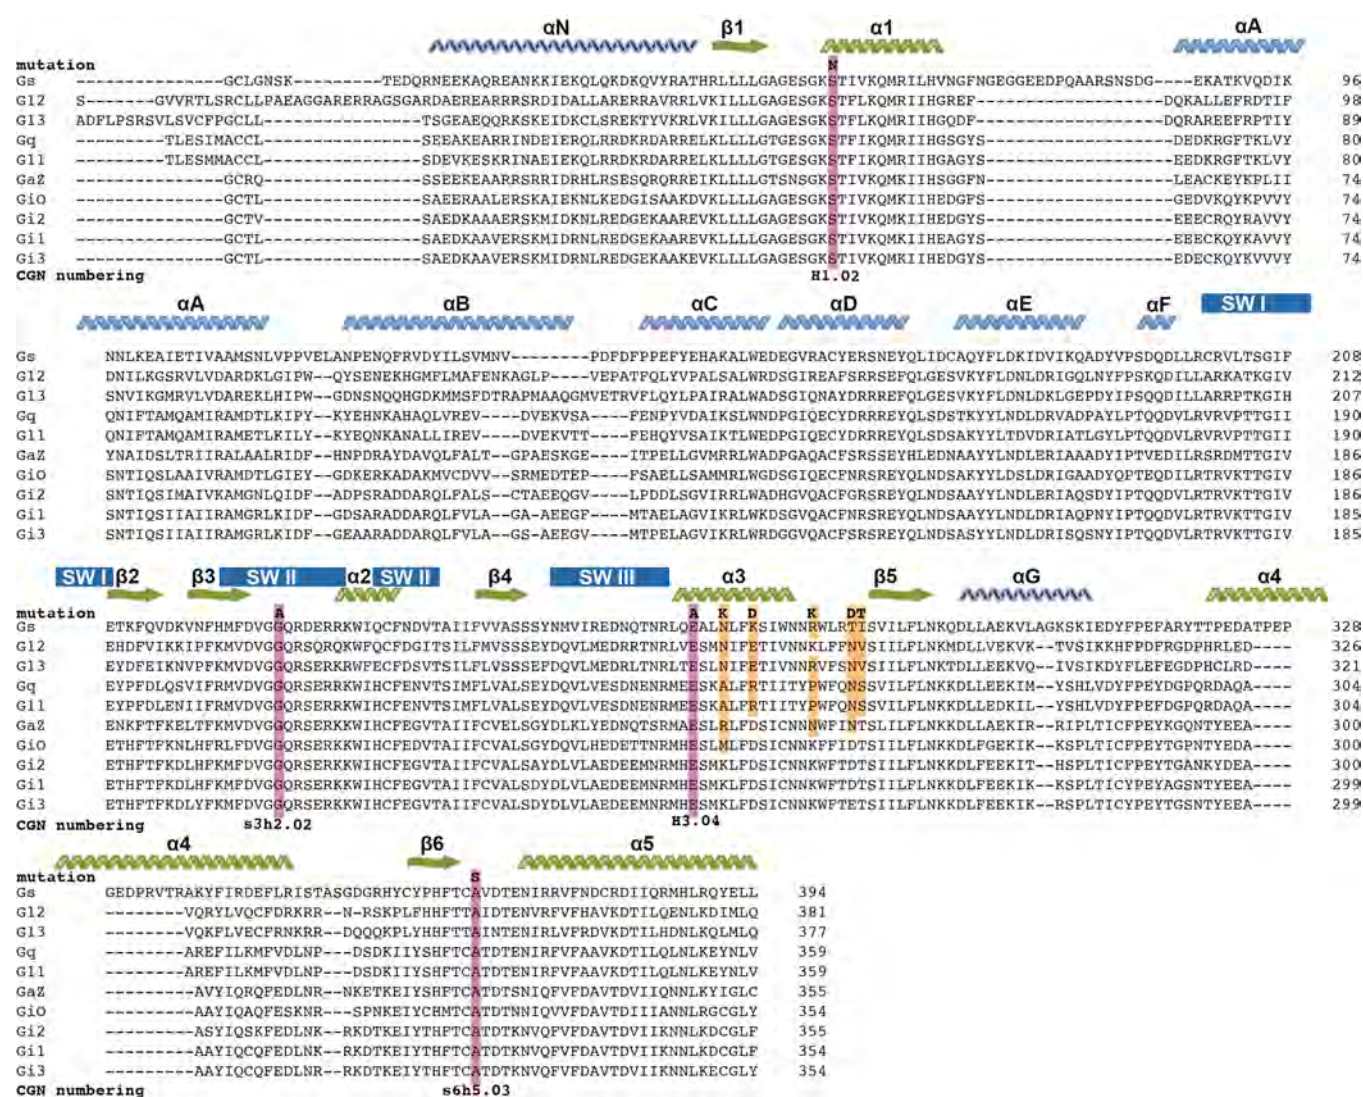 αN β1 α1 αA
mutation N
Gs ---------------GCLGNSK---------TEDQRNEEKAQREANKKIEKQLQKDKQVYRATHRLLLLGAGESGKSTIVKQMRILHVNGFNGEGGEEDPQAARSNSDG----EKATKVQDIK 96
G12 S-------GVVRTLSRCLLPAEAGGARERRAGSGARDAEREARRRSRDIDALLARERRAVRRLVKILLLGAGESGKSTFLKQMRIIHGREF------------------DQKALLEFRDTIF 98
G13 ADFLPSRSVLSVCFPGCLL----------------TSGEAEQQRKSKEIDKCLSREKTYVKRLVKILLLGAGESGKSTFLKQMRIIHGQDF------------------DQRAREEFRPTIY 89
Gq ---------TLESIMACCL----------------SEEAKEARRINDEIERQLRRDKRDARRELKLLLLGTGESGKSTFIKQMRIIHGSGYS-----------------DEDKRGFTKLVY 80
G11 ---------TLESMMACCL----------------SDEVKESKRINAEIEKQLRRDKRDARRELKLLLLGTGESGKSTFIKQMRIIHGAGYS-----------------DEDKRGFTKLVY 80
GaZ ---------------GCRQ----------------SSEEKEAARRSRRIDRHLRSESQRQRREIKLLLLGTSNSGKSTIVKQMKIIHSGGFN-----------------LEACKEYKPLII 74
GiO ---------------GCTL----------------SAEERAALERSKAIEKNLKEDGISAAKDVKLLLLGAGESGKSTIVKQMKIIHEDGFS-----------------GEDVKQYKPVVY 74
Gi2 ---------------GCTV----------------SAEDKAAAERSKMIDKNLREDGEKAAREVKLLLLGAGESGKSTIVKQMKIIHEDGYS-----------------EEECRQYRAVVY 74
Gi1 ---------------GCTL----------------SAEDKAAVERSKMIDRNLREDGEKAAREVKLLLLGAGESGKSTIVKQMKIIHEAGYS-----------------EEECKQYKAVVY 74
Gi3 ---------------GCTL----------------SAEDKAAVERSKMIDRNLREDGEKAAKEVKLLLLGAGESGKSTIVKQMKIIHEDGYS-----------------EDECKQYKVVVY 74
CGN numbering H1.02
αA αB αC αD αE αF SW I
Gs NNLKEAIETIVAAMSNLVPPVELANPENQFRVDYILSVMNV--------PDFDFPPEFYEHAKALWEDEGVRACYERSNEYQLIDCAQYFLDKIDVIKQADYVPSDQDLLRCRVLTSGIF 208
G12 DNILKGSRVLVDARDKLGIPW--QYSENEKHGMFLMAFENKAGLP----VEPATFQLYVPALSALWRDSGIREAFSRRSEFQLGESVKYFLDNLDRIGQLNYFPSKQDILLARKATKGIV 212
G13 SNVIKGMRVLVDAREKLHIPW--GDNSNQQHGDKMMSFDTRAPMAAQGMVETRVFLQYLPAIRALWADSGIQNAYDRRREFQLGESVKYFLDNLDKLGEPDYIPSQQDILLARRPTKGIH 207
Gq QNIFTAMQAMIRAMDTLKIPY--KYEHNKAHAQLVREV----DVEKVSA----FENPYVDAIKSLWNDPGIQECYDRRREYQLSDSTKYYLNDLDRVADPAYLPTQQDVLRVRVPTTGII 190
G11 QNIFTAMQAMIRAMETLKILY--KYEQNKANALLIREV----DVEKVTT----FEHQYVSAIKTLWEDPGIQECYDRRREYQLSDSAKYYLTDVDRIATLGYLPTQQDVLRVRVPTTGII 190
GaZ YNAIDSLTRIIRALAALRIDF--HNPDRAYDAVQLFALT---GPAESKGE---ITPELLGVMRRLWADPGAQACFSRSSEYHLEDNAAYYLNDLERIAAADYIPTVEDILRSRDMTTGIV 186
GiO SNTIQSLAAIVRAMDTLGIEY--GDKERKADAKMVCDVV---SRMEDTEP---FSAELLSAMMRLWGDSGIQECFNRSREYQLNDSAKYYLDSLDRIGAADYQPTEQDILRTRVKTTGIV 186
Gi2 SNTIQSIMAIVKAMGNLQIDF--ADPSRADDARQLFALS---CTAEEQGV---LPDDLSGVIRRLWADHGVQACFGRSREYQLNDSAAYYLNDLERIAQSDYIPTQQDVLRTRVKTTGIV 186
Gi1 SNTIQSIIAIIRAMGRLKIDF--GDSARADDARQLFVLA---GA-AEEGF---MTAELAGVIKRLWKDSGVQACFNRSREYQLNDSAAYYLNDLDRIAQPNYIPTQQDVLRTRVKTTGIV 185
Gi3 SNTIQSIIAIIRAMGRLKIDF--GEAARADDARQLFVLA---GS-AEEGV---MTPELAGVIKRLWRDGGVQACFNRSREYQLNDSASYYLNDLDRISQPNYIPTQQDVLRTRVKTTGIV 185
SW I β2 β3 SW II α2 SW II β4 SW III α3 β5 αG α4
mutation A A K D K DT
Gs ETKFQVDKVNFHMFDVGGQRDERRKWIQCFNDVTAIIFVVASSSYNMVIREDNQTNRLQEALNLFKSIWNNRWLRTISVILFLNKQDLLAEKVLAGKSKIEDYFPEFARYTTPEDATPEP 328
G12 EHDFVIKKIPFKMVDVGGQRSQRQKWFQCFDGITSILFMVSSSEYDQVLMEDRRTNRLVESMNIFETIVNNKLFFNVSIILFLNKMDLLVEKVK--TVSIKKHFPDFRGDPHRLED---- 326
G13 EYDFEIKNVPFKMVDVGGQRSERRRWFECFDSVTSILFLVSSSEFDQVLMEDRLTNRLTESLNIFETIVNNRVFSNVSIILFLNKTDLLEEKVQ--IVSIKDYFLEFEGDPHCLRD---- 321
Gq EYPFDLQSVIFRMVDVGGQRSERRKWIHCFENVTSIMFLVALSEYDQVLVESDNENRMEESKALFRTIITYPWFQNSSVILFLNKKDLLEEKIM--YSHLVDYFPEYDGPQRDAQA---- 304
G11 EYPFDLENIIFRMVDVGGQRSERRKWIHCFENVTSIMFLVALSEYDQVLVESDNENRMEESKALFRTIITYPWFQNSSVILFLNKKDLLEDKIL--YSHLVDYFPEFDGPQRDAQA---- 304
GaZ ENKFTFKELTFKMVDVGGQRSERKKWIHCFEGVTAIIFCVELSGYDLKLYEDNQTSRMAESLRLFDSICNNNWFINTSLILFLNKKDLLAEKIR--RIPLTICFPEYKGQNTYEEA---- 300
GiO ETHFTFKNLHFRLFDVGGQRSERKKWIHCFEDVTAIIFCVALSGYDQVLHEDETTNRMHESLMLFDSICNNKFFIDTSIILFLNKKDLFGEKIK--KSPLTICFPEYTGPNTYEDA---- 300
Gi2 ETHFTFKDLHFKMFDVGGQRSERKKWIHCFEGVTAIIFCVALSAYDLVLAEDEEMNRMHESMKLFDSICNNKWFTDTSIILFLNKKDLFEEKIT--HSPLTICFPEYTGANKYDEA---- 300
Gi1 ETHFTFKDLHFKMFDVGGQRSERKKWIHCFEGVTAIIFCVALSDYDLVLAEDEEMNRMHESMKLFDSICNNKWFTDTSIILFLNKKDLFEEKIK--KSPLTICYPEYAGSNTYEEA---- 299
Gi3 ETHFTFKDLYFKMFDVGGQRSERKKWIHCFEGVTAIIFCVALSDYDLVLAEDEEMNRMHESMKLFDSICNNKWFTETSIILFLNKKDLFEEKIK--RSPLTICYPEYTGSNTYEEA---- 299
CGN numbering s3h2.02 H3.04
α4 β6 α5
mutation S
Gs GEDPRVTRAKYFIRDEFLRISTASGDGRHYCYPHFTCAVDTENIRRVFNDCRDIIQRMHLRQYELL 394
G12 --------VQRYLVQCFDRKRR--N-RSKPLFHHFTTAIDTENVRFVFHAVKDTILQENLKDIMLQ 381
G13 --------VQKFLVECFRNKRR--DQQQKPLYHHFTTAINTENIRLVFRDVKDTILHDNLKQLMLQ 377
Gq --------AREFILKMFVDLNP---DSDKIIYSHFTCATDTENIRFVFAAVKDTILQLNLKEYNLV 359
G11 --------AREFILKMFVDLNP---DSDKIIYSHFTCATDTENIRFVFAAVKDTILQLNLKEYNLV 359
GaZ ---------AVYIQRQFEDLNR--NKETKEIYSHFTCATDTSNIQFVFDAVTDVIIQNNLKYIGLC 355
GiO ---------AAYIQAQFESKNR---SPNKEIYCHMTCATDTNNIQVVFDAVTDIIIANNLRGCGLY 354
Gi2 ---------ASYIQSKFEDLNK--RKDTKEIYTHFTCATDTKNVQFVFDAVTDVIIKNNLKDCGLF 355
Gi1 ---------AAYIQCQFEDLNK--RKDTKEIYTHFTCATDTKNVQFVFDAVTDVIIKNNLKDCGLF 354
Gi3 ---------AAYIQCQFEDLNR--RKDTKEIYTHFTCATDTKNVQFVFDAVTDVIIKNNLKECGLY 354
CGN numbering s6h5.03